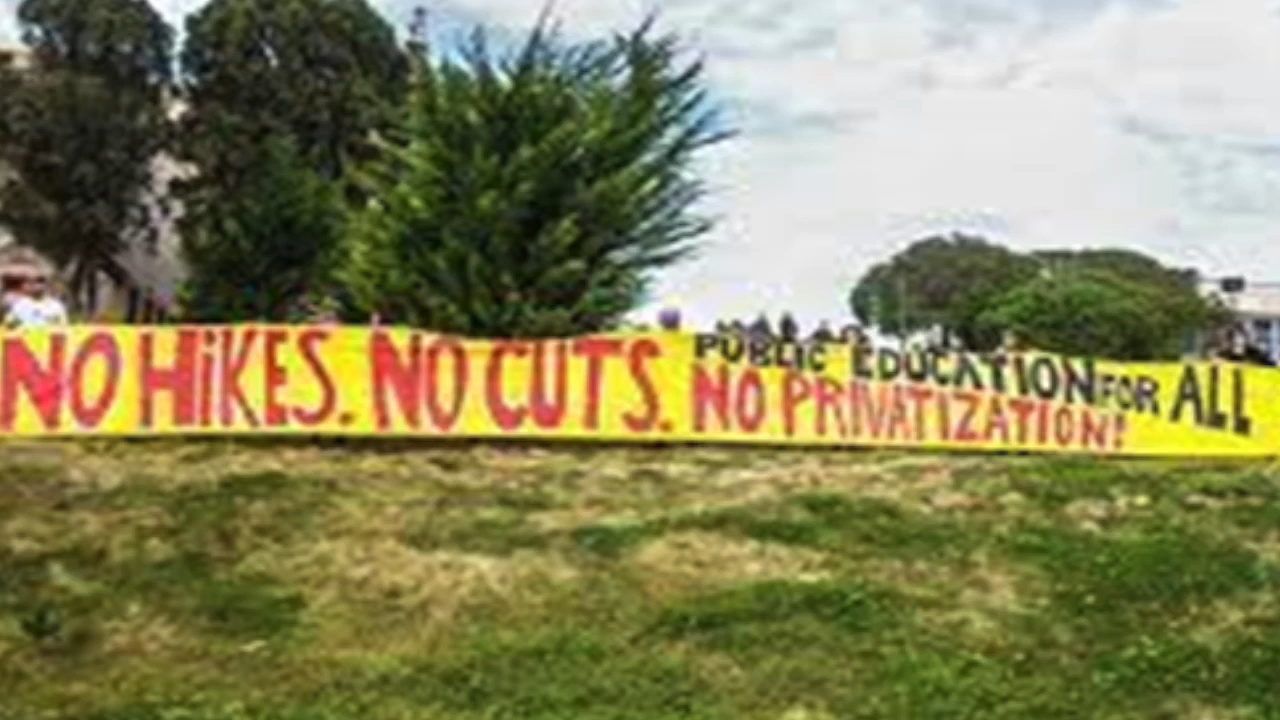 NO HiKES. NO CUTS.
PUBLIC EDUCATION FOR ALL
NO PRIVATIZATION!